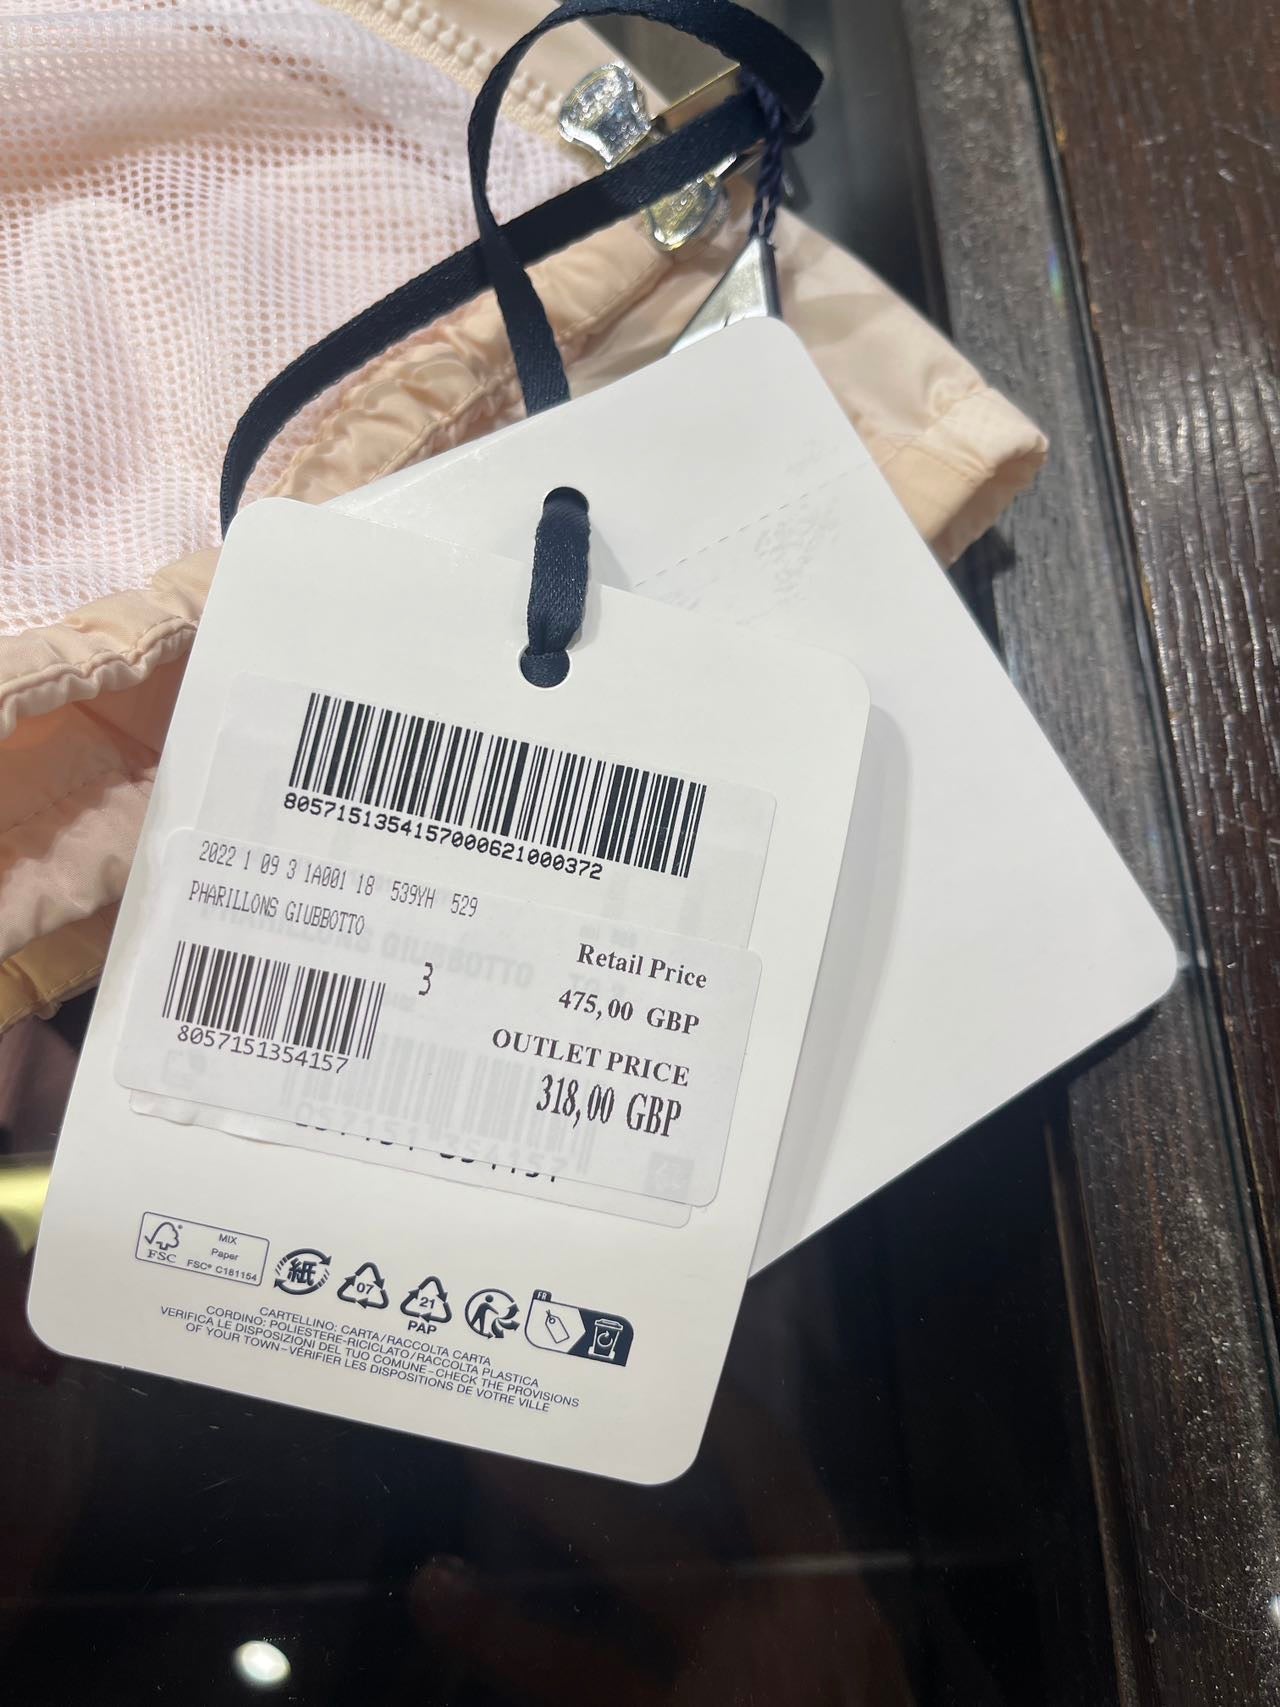 8057151354157000621000372
2022 1 09 3 1A001 18 539YH 529
PHARILLONS GIUBBOTTO
3
8057151354157
Retail Price
475,00 GBP
OUTLET PRICE
318,00 GBP
FSC
MIX
Paper
FSC® C181154
紙
07
21
PAP
FR
CARTELLINO: CARTA/RACCOLTA CARTA
CORDINO: POLIESTERE-RICICLATO/RACCOLTA PLASTICA
VERIFICA LE DISPOSIZIONI DEL TUO COMUNE-CHECK THE PROVISIONS
OF YOUR TOWN-VÉRIFIER LES DISPOSITIONS DE VOTRE VILLE